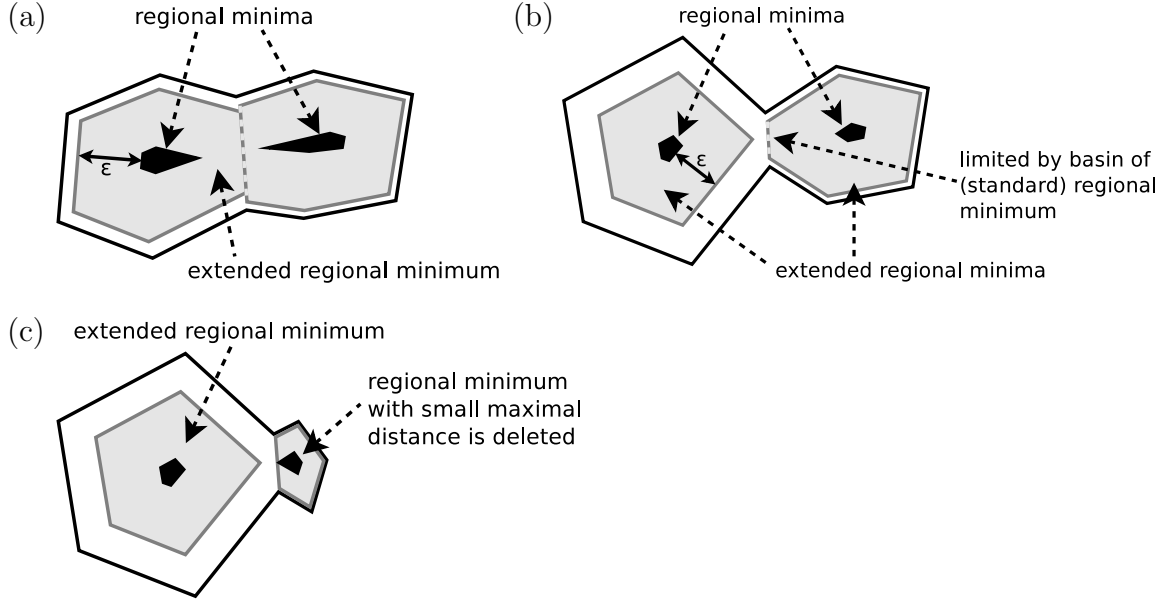 (a)
regional minima
ε
extended regional minimum
(b)
regional minima
ε
limited by basin of
(standard) regional
minimum
extended regional minima
(c)
extended regional minimum
regional minimum
with small maximal
distance is deleted